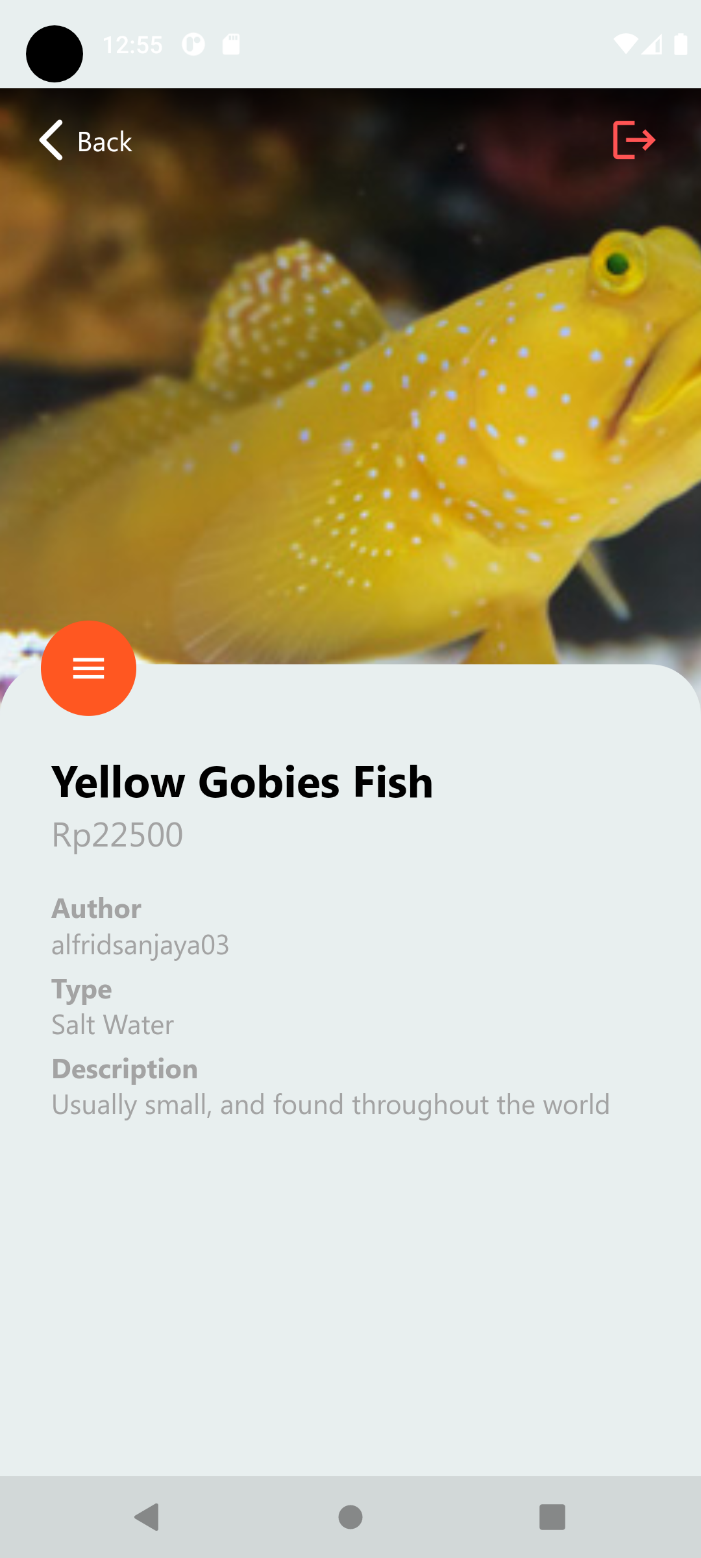 12:55
Back
Yellow Gobies Fish
Rp22500
Author
alfridsanjaya03
Type
Salt Water
Description
Usually small, and found throughout the world